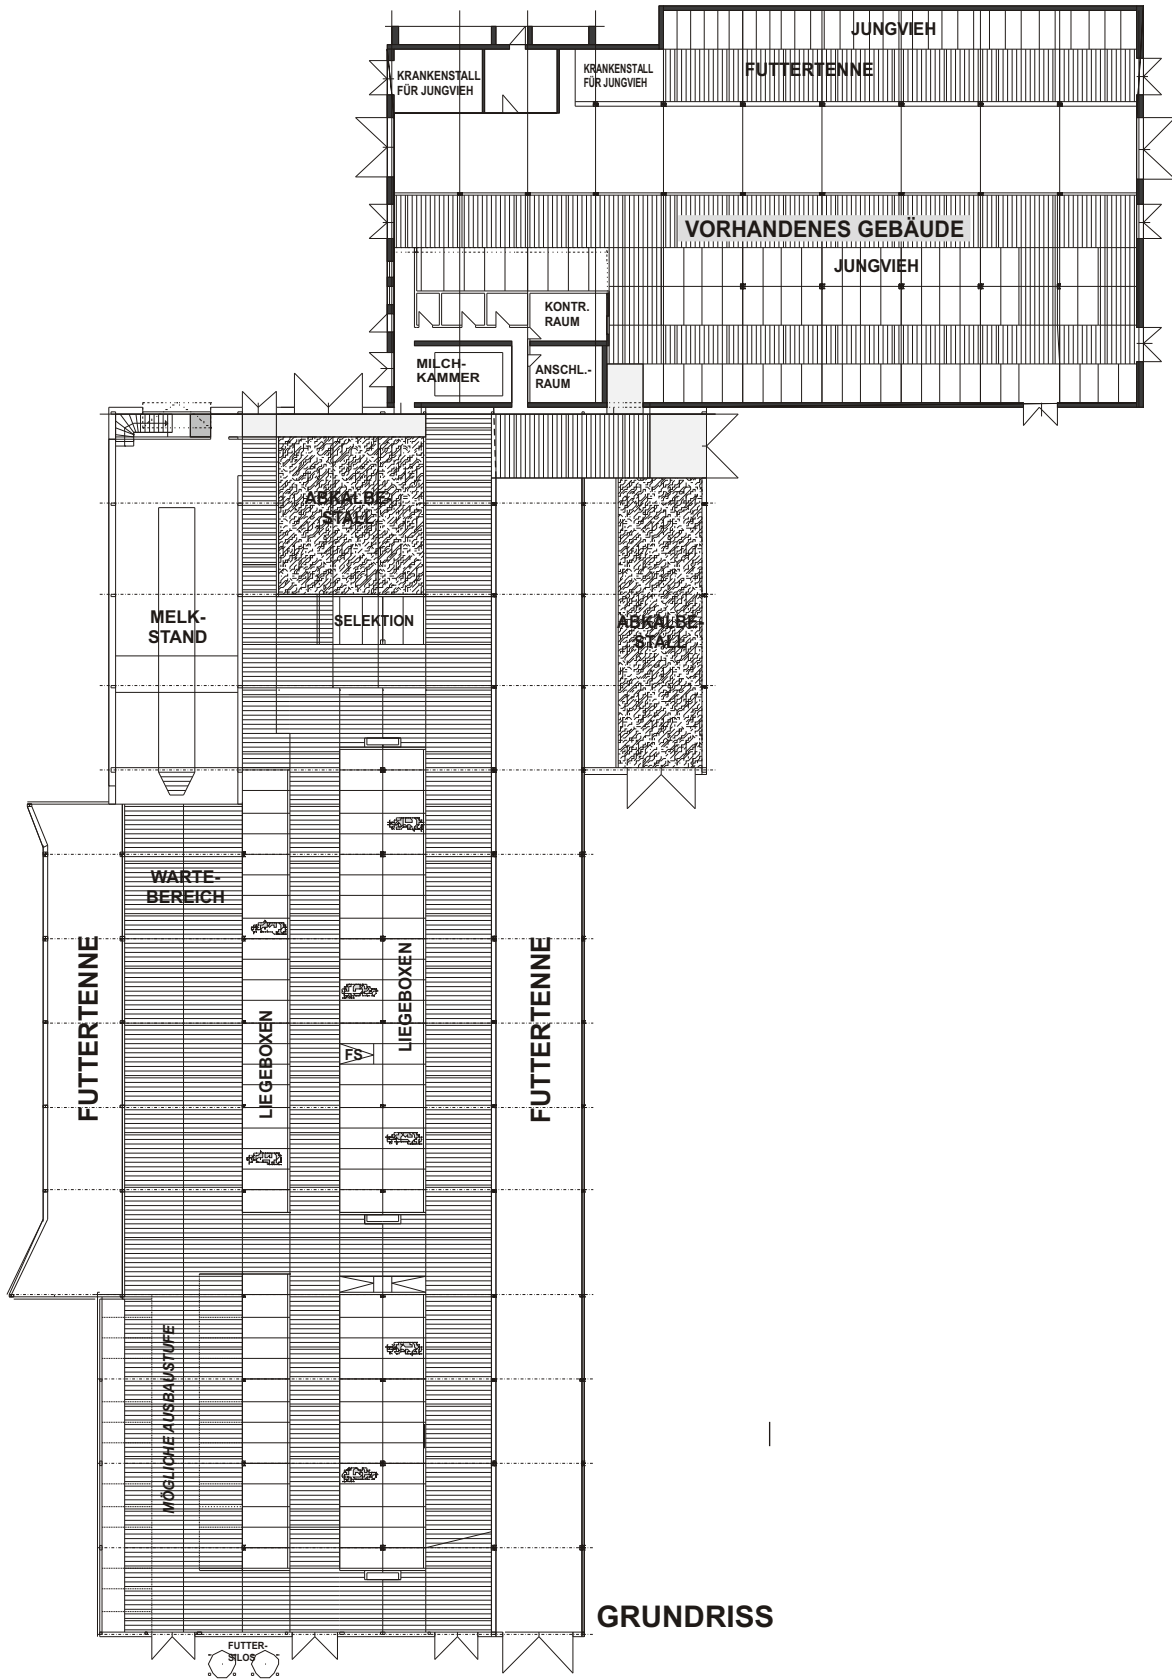 JUNGVIEH
KRANKENSTALL
FÜR JUNGVIEH
KRANKENSTALL
FÜR JUNGVIEH
FUTTERTENNE
VORHANDENES GEBÄUDE
JUNGVIEH
KONTR.
RAUM
MILCH-
KAMMER
ANSCHL.-
RAUM
ABKALBE-
STALL
MELK-
STAND
SELEKTION
ABKALBE-
STALL
WARTE-
BEREICH
FUTTERTENNE
LIEGEBOXEN
LIEGEBOXEN
FUTTERTENNE
FS
MÖGLICHE AUSBAUSTUFE
GRUNDRISS
FUTTER-
SILOS